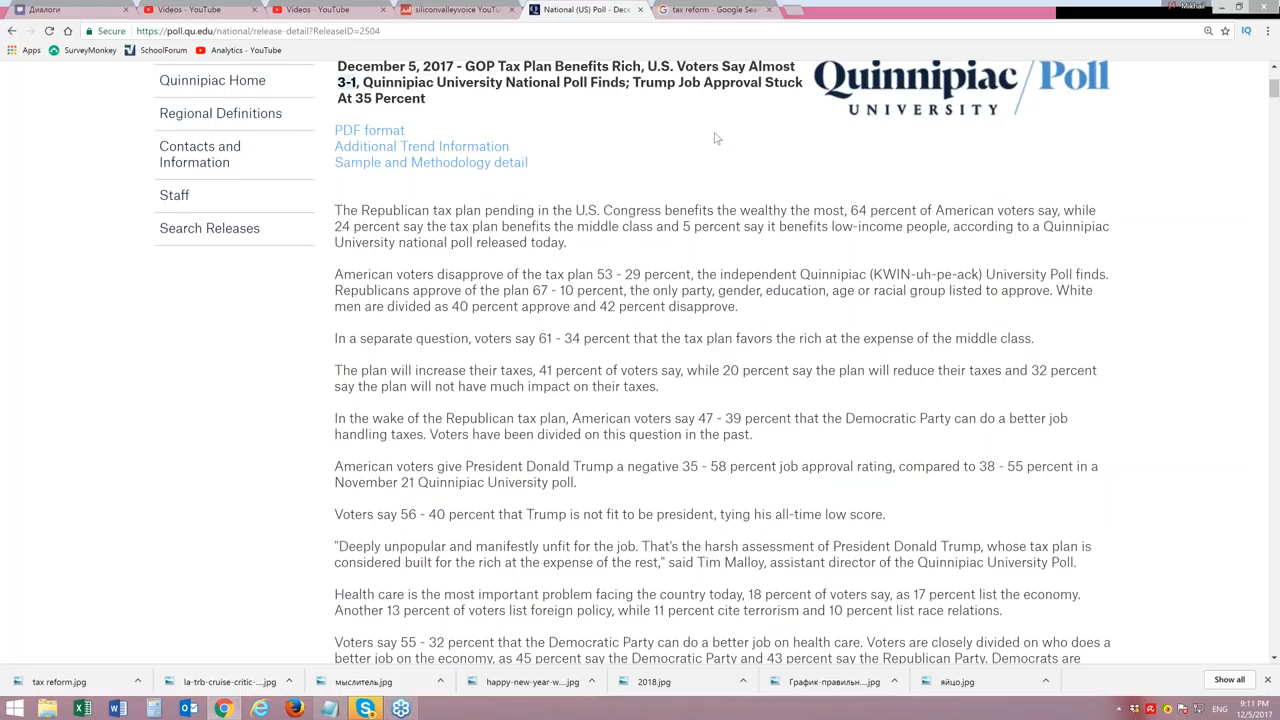 Диалоги
Videos - YouTube
Videos - YouTube
siliconvalleyvoice YouTu
National (US) Poll - Dece
tax reform - Google Sear
Secure
https://poll.qu.edu/national/release-detail?ReleaseID=2504
Apps
SurveyMonkey
SchoolForum
Analytics - YouTube
Quinnipiac Home
Regional Definitions
Contacts and
Information
Staff
Search Releases
December 5, 2017 - GOP Tax Plan Benefits Rich, U.S. Voters Say Almost
3-1, Quinnipiac University National Poll Finds; Trump Job Approval Stuck
At 35 Percent
Quinnipiac / Poll
UNIVERSITY
PDF format
Additional Trend Information
Sample and Methodology detail
The Republican tax plan pending in the U.S. Congress benefits the wealthy the most, 64 percent of American voters say, while
24 percent say the tax plan benefits the middle class and 5 percent say it benefits low-income people, according to a Quinnipiac
University national poll released today.
American voters disapprove of the tax plan 53 - 29 percent, the independent Quinnipiac (KWIN-uh-pe-ack) University Poll finds.
Republicans approve of the plan 67 - 10 percent, the only party, gender, education, age or racial group listed to approve. White
men are divided as 40 percent approve and 42 percent disapprove.
In a separate question, voters say 61 - 34 percent that the tax plan favors the rich at the expense of the middle class.
The plan will increase their taxes, 41 percent of voters say, while 20 percent say the plan will reduce their taxes and 32 percent
say the plan will not have much impact on their taxes.
In the wake of the Republican tax plan, American voters say 47 - 39 percent that the Democratic Party can do a better job
handling taxes. Voters have been divided on this question in the past.
American voters give President Donald Trump a negative 35 - 58 percent job approval rating, compared to 38 - 55 percent in a
November 21 Quinnipiac University poll.
Voters say 56 - 40 percent that Trump is not fit to be president, tying his all-time low score.
"Deeply unpopular and manifestly unfit for the job. That's the harsh assessment of President Donald Trump, whose tax plan is
considered built for the rich at the expense of the rest," said Tim Malloy, assistant director of the Quinnipiac University Poll.
Health care is the most important problem facing the country today, 18 percent of voters say, as 17 percent list the economy.
Another 13 percent of voters list foreign policy, while 11 percent cite terrorism and 10 percent list race relations.
Voters say 55 - 32 percent that the Democratic Party can do a better job on health care. Voters are closely divided on who does a
better job on the economy, as 45 percent say the Democratic Party and 43 percent say the Republican Party. Democrats are
tax reform.jpg
la-trb-cruise-critic-....jpg
мыслитель.jpg
happy-new-year-w....jpg
2018.jpg
График-правильн....jpg
яйцо.jpg
Show all
ENG
9:11 PM
12/5/2017